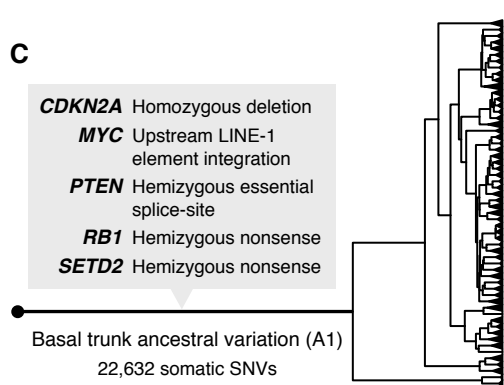 C
CDKN2A Homozygous deletion
MYC Upstream LINE-1
element integration
PTEN Hemizygous essential
splice-site
RB1 Hemizygous nonsense
SETD2 Hemizygous nonsense
Basal trunk ancestral variation (A1)
22,632 somatic SNVs